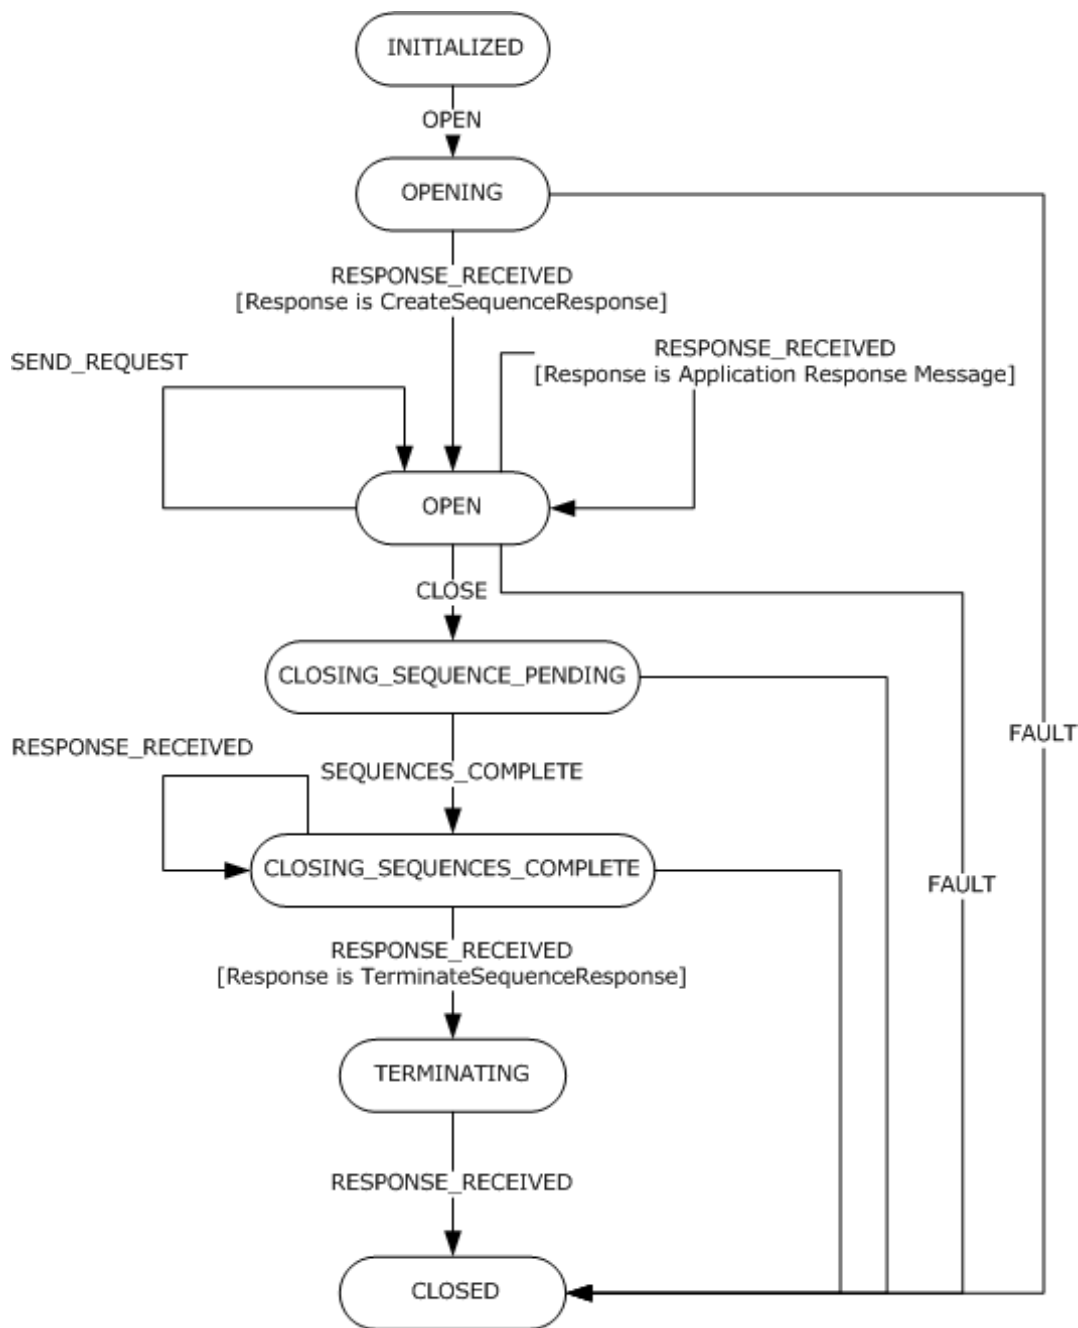 INITIALIZED
OPEN
OPENING
RESPONSE_RECEIVED
[Response is CreateSequenceResponse]
SEND_REQUEST
RESPONSE_RECEIVED
[Response is Application Response Message]
OPEN
CLOSE
CLOSING_SEQUENCE_PENDING
FAULT
RESPONSE_RECEIVED
SEQUENCES_COMPLETE
CLOSING_SEQUENCES_COMPLETE
FAULT
RESPONSE_RECEIVED
[Response is TerminateSequenceResponse]
TERMINATING
RESPONSE_RECEIVED
CLOSED